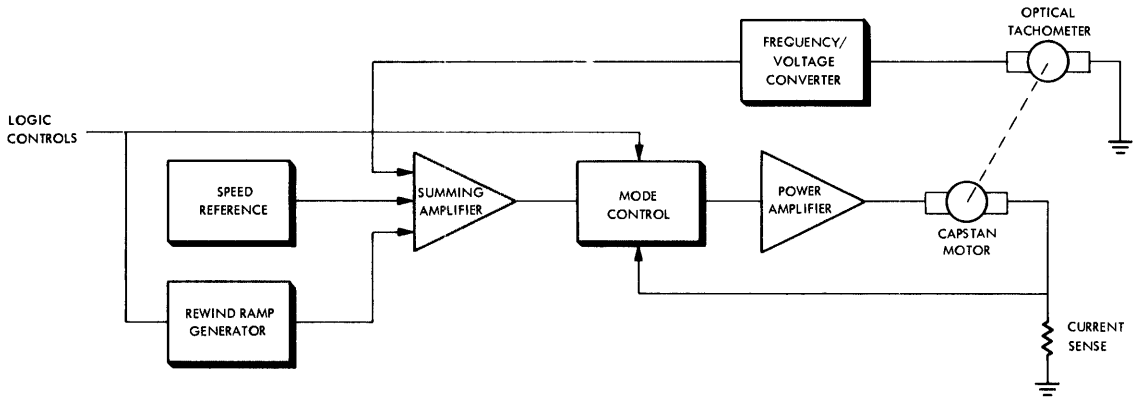 OPTICAL
TACHOMETER
FREGUENCY/
VOLTAGE
CONVERTER
LOGIC
CONTROLS
SPEED
REFERENCE
SUMMING
AMPLIFIER
MODE
CONTROL
POWER
AMPLIFIER
CAPSTAN
MOTOR
REWIND RAMP
GENERATOR
CURRENT
SENSE